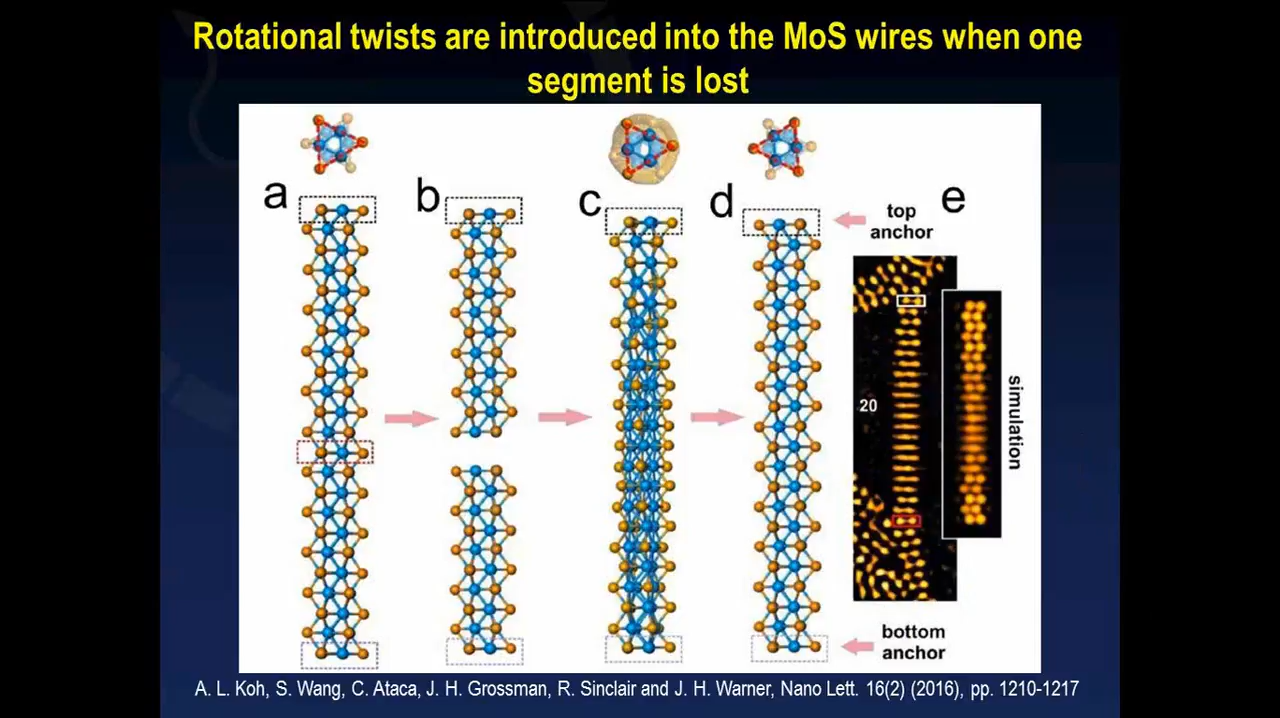 Rotational twists are introduced into the MoS wires when one
segment is lost
a
b
c
d
e
top
anchor
20
simulation
bottom
anchor
A. L. Koh, S. Wang, C. Ataca, J. H. Grossman, R. Sinclair and J. H. Warner, Nano Lett. 16(2) (2016), pp. 1210-1217